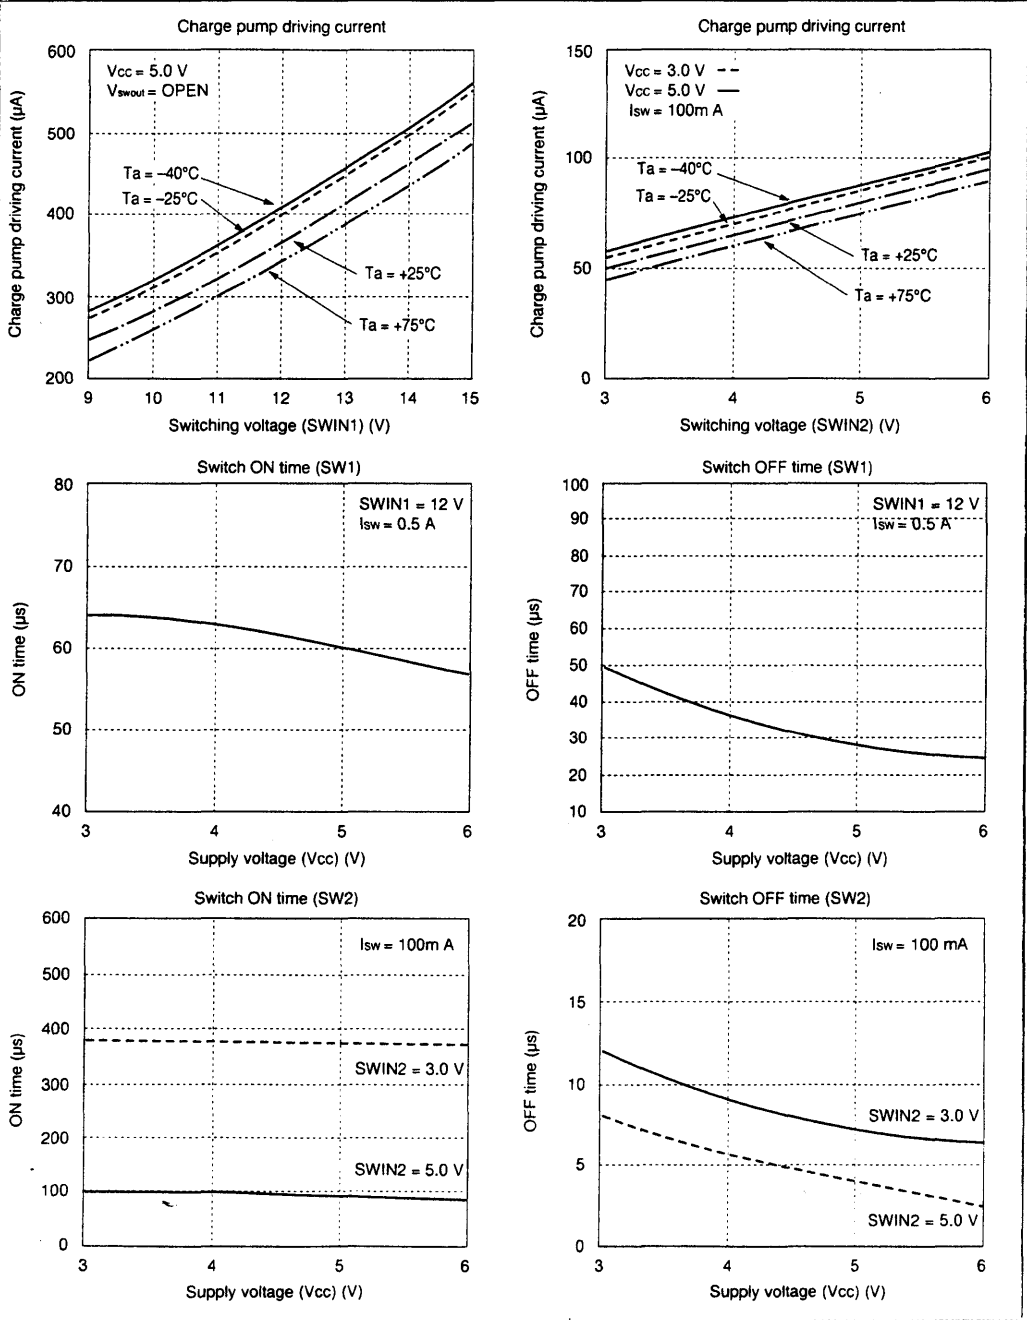 Charge pump driving current
600
500
400
300
200
Charge pump driving current (µA)
Vcc = 5.0 V
Vswout = OPEN
Ta = −40°C
Ta = −25°C
Ta = +25°C
Ta = +75°C
9 10 11 12 13 14 15
Switching voltage (SWIN1) (V)
Charge pump driving current
150
100
50
0
Charge pump driving current (µA)
Vcc = 3.0 V
Vcc = 5.0 V
Isw = 100m A
Ta = −40°C
Ta = −25°C
Ta = +25°C
Ta = +75°C
3 4 5 6
Switching voltage (SWIN2) (V)
Switch ON time (SW1)
80
70
60
50
40
ON time (µs)
SWIN1 = 12 V
Isw = 0.5 A
3 4 5 6
Supply voltage (Vcc) (V)
Switch OFF time (SW1)
100
90
80
70
60
50
40
30
20
10
OFF time (µs)
SWIN1 = 12 V
Isw = 0.5 A
3 4 5 6
Supply voltage (Vcc) (V)
Switch ON time (SW2)
600
500
400
300
200
100
0
ON time (µs)
Isw = 100m A
SWIN2 = 3.0 V
SWIN2 = 5.0 V
3 4 5 6
Supply voltage (Vcc) (V)
Switch OFF time (SW2)
20
15
10
5
0
OFF time (µs)
Isw = 100 mA
SWIN2 = 3.0 V
SWIN2 = 5.0 V
3 4 5 6
Supply voltage (Vcc) (V)